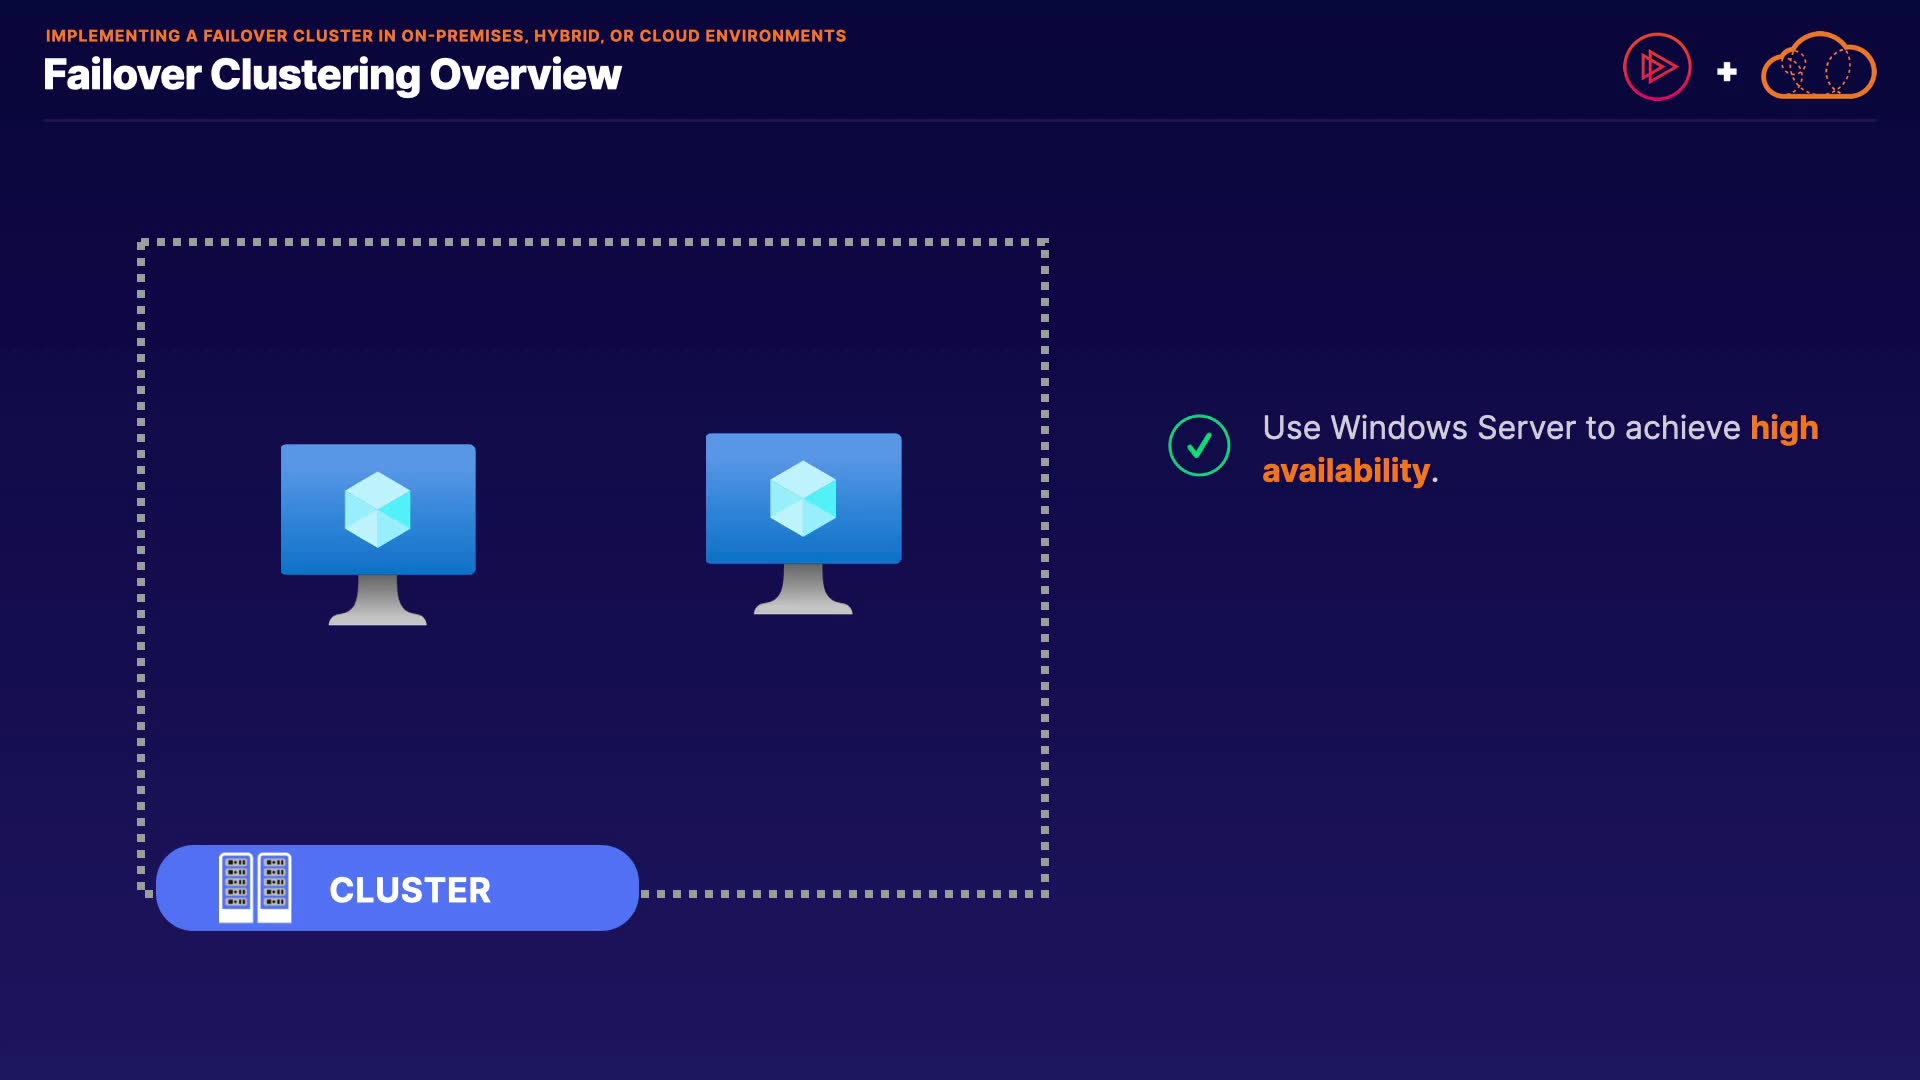 IMPLEMENTING A FAILOVER CLUSTER IN ON-PREMISES, HYBRID, OR CLOUD ENVIRONMENTS
Failover Clustering Overview
Use Windows Server to achieve high
availability.
CLUSTER